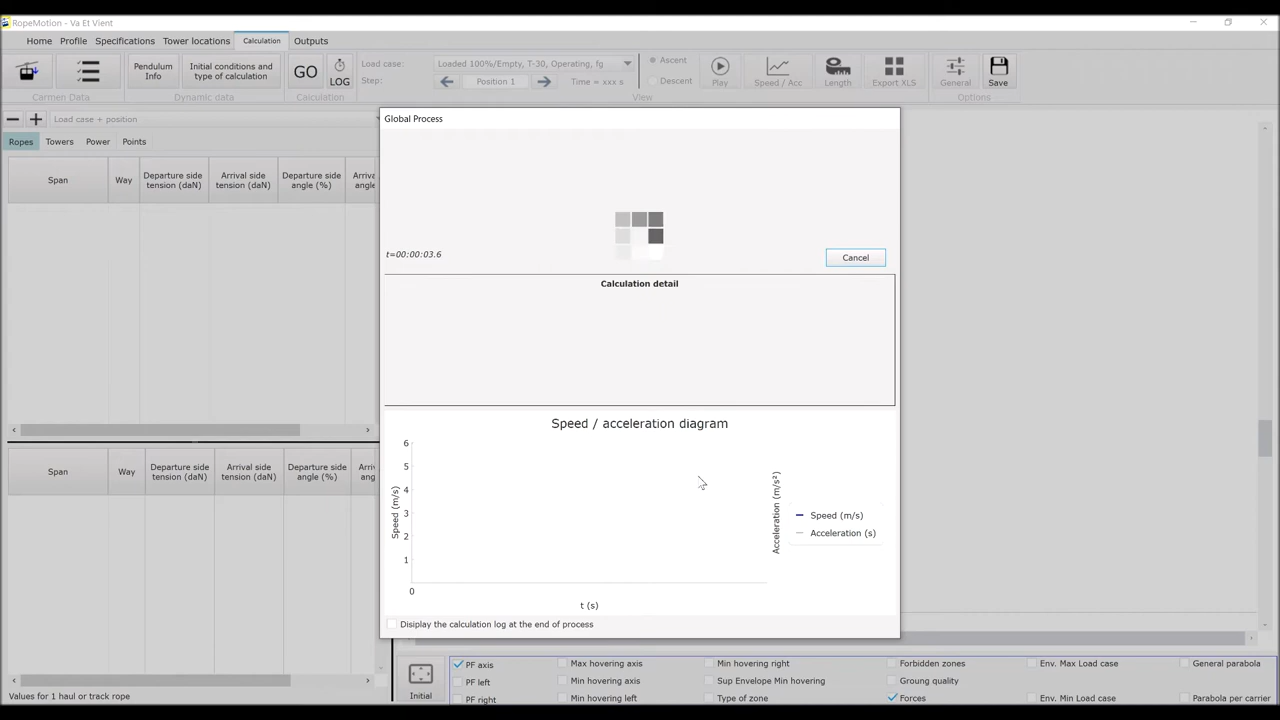 RopeMotion - Va Et Vient
Home Profile Specifications Tower locations Calculation Outputs
Pendulum Info
Initial conditions and type of calculation
GO
LOG
Load case: Loaded 100%/Empty, T-30, Operating, fg
Step: Position 1 Time = xxx s
Ascent
Descent
Play
Speed / Acc
Length
Export XLS
General
Save
Carmen Data Dynamic data Calculation View Options
Load case + position
Ropes Towers Power Points
Span Way Departure side tension (daN) Arrival side tension (daN) Departure side angle (%) Arriva angle
Span Way Departure side tension (daN) Arrival side tension (daN) Departure side angle (%) Arriv angl
Values for 1 haul or track rope
Global Process
t=00:00:03.6
Cancel
Calculation detail
Speed / acceleration diagram
6
5
4
3
2
1
0
Speed (m/s)
t (s)
Acceleration (m/s²)
Speed (m/s)
Acceleration (s)
Disiplay the calculation log at the end of process
Initial
PF axis Max hovering axis Min hovering right Forbidden zones Env. Max Load case General parabola
PF left Min hovering axis Sup Envelope Min hovering Groung quality
PF right Min hovering left Type of zone Forces Env. Min Load case Parabola per carrier